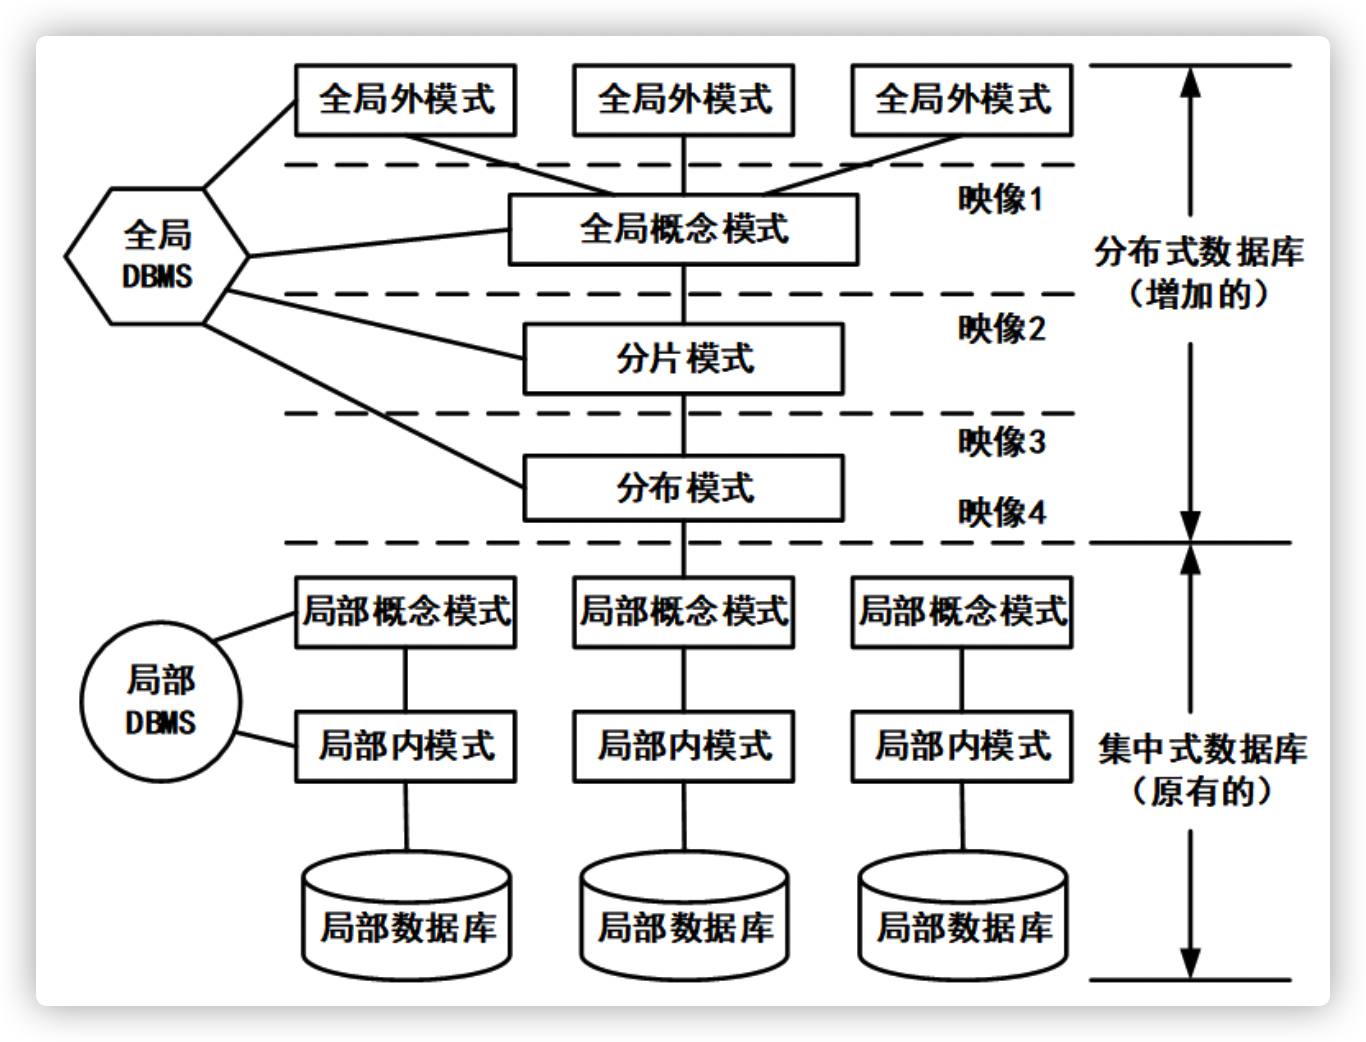 全局外模式
全局外模式
全局外模式
映像1
全局
DBMS
全局概念模式
分布式数据库
（增加的）
映像2
分片模式
映像3
分布模式
映像4
局部概念模式
局部概念模式
局部概念模式
局部
DBMS
局部内模式
局部内模式
局部内模式
集中式数据库
（原有的）
局部数据库
局部数据库
局部数据库